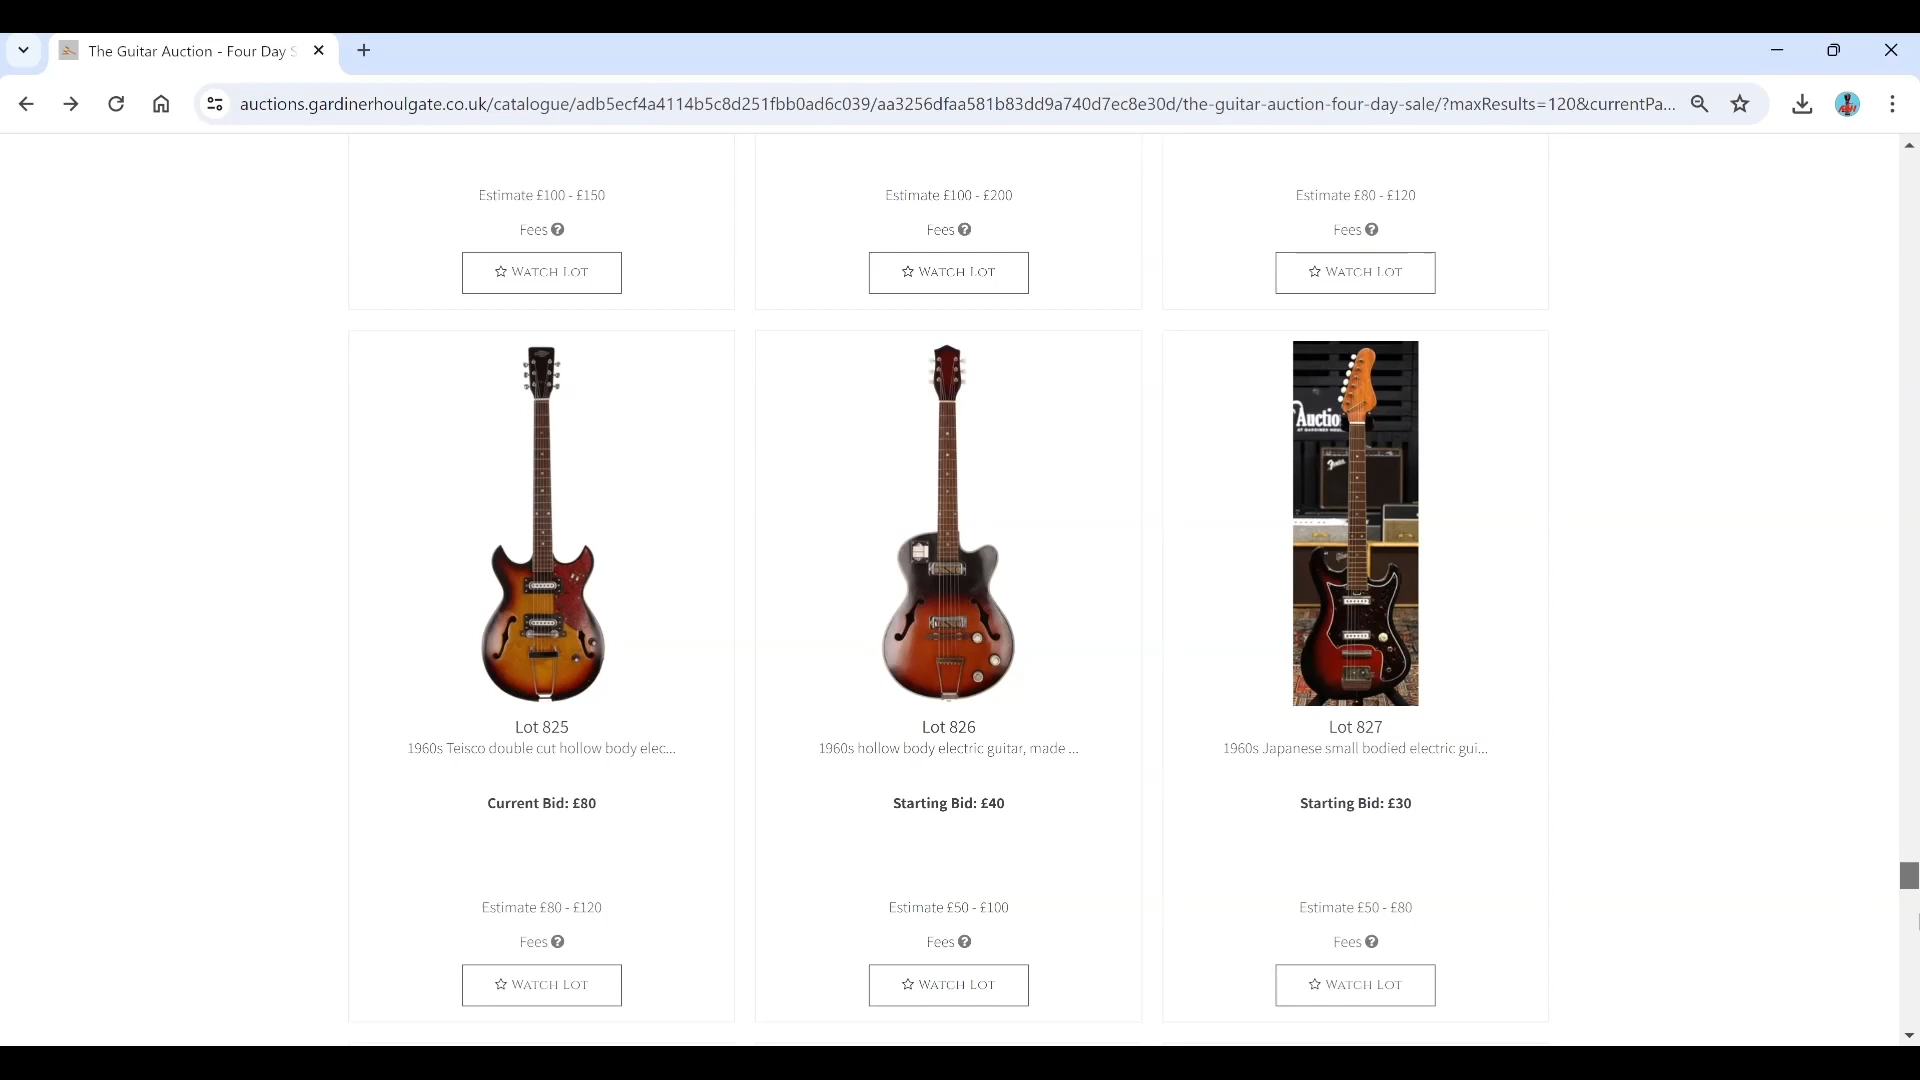 The Guitar Auction - Four Day S
auctions.gardinerhoulgate.co.uk/catalogue/adb5ecf4a4114b5c8d251fbb0ad6c039/aa3256dfaa581b83dd9a740d7ec8e30d/the-guitar-auction-four-day-sale/?maxResults=120&currentPa...
Estimate £100 - £150
Estimate £100 - £200
Estimate £80 - £120
Fees
Fees
Fees
WATCH LOT
WATCH LOT
WATCH LOT
Auctio
Fender
Lot 825
Lot 826
Lot 827
1960s Teisco double cut hollow body elec...
1960s hollow body electric guitar, made ...
1960s Japanese small bodied electric gui...
Current Bid: £80
Starting Bid: £40
Starting Bid: £30
Estimate £80 - £120
Estimate £50 - £100
Estimate £50 - £80
Fees
Fees
Fees
WATCH LOT
WATCH LOT
WATCH LOT